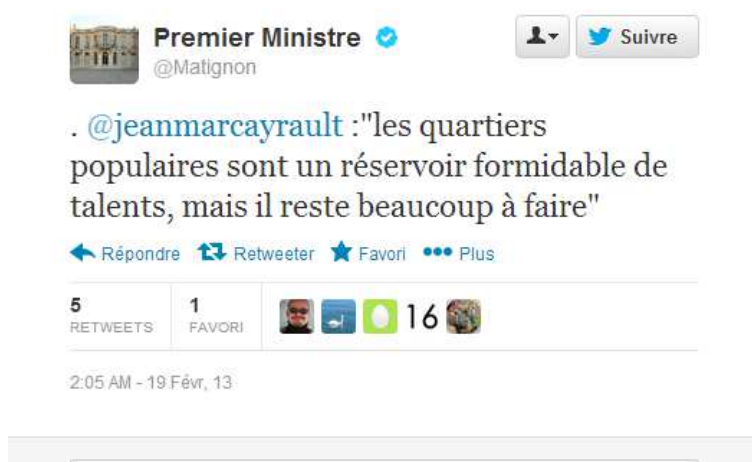 Premier Ministre
Suivre
@Matignon
. @jeanmarcayrault :"les quartiers
populaires sont un réservoir formidable de
talents, mais il reste beaucoup à faire"
Répondre Retweeter Favori Plus
5 1 16
RETWEETS FAVORI
2:05 AM - 19 Févr, 13